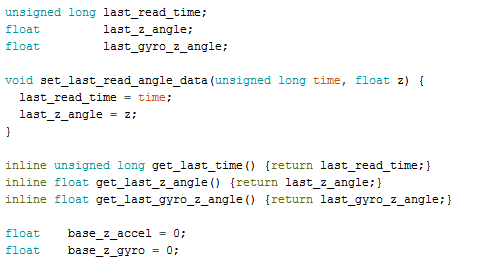 unsigned long last_read_time;
float         last_z_angle;
float         last_gyro_z_angle;

void set_last_read_angle_data(unsigned long time, float z) {
  last_read_time = time;
  last_z_angle = z;
}

inline unsigned long get_last_time() {return last_read_time;}
inline float get_last_z_angle() {return last_z_angle;}
inline float get_last_gyro_z_angle() {return last_gyro_z_angle;}

float    base_z_accel = 0;
float    base_z_gyro = 0;